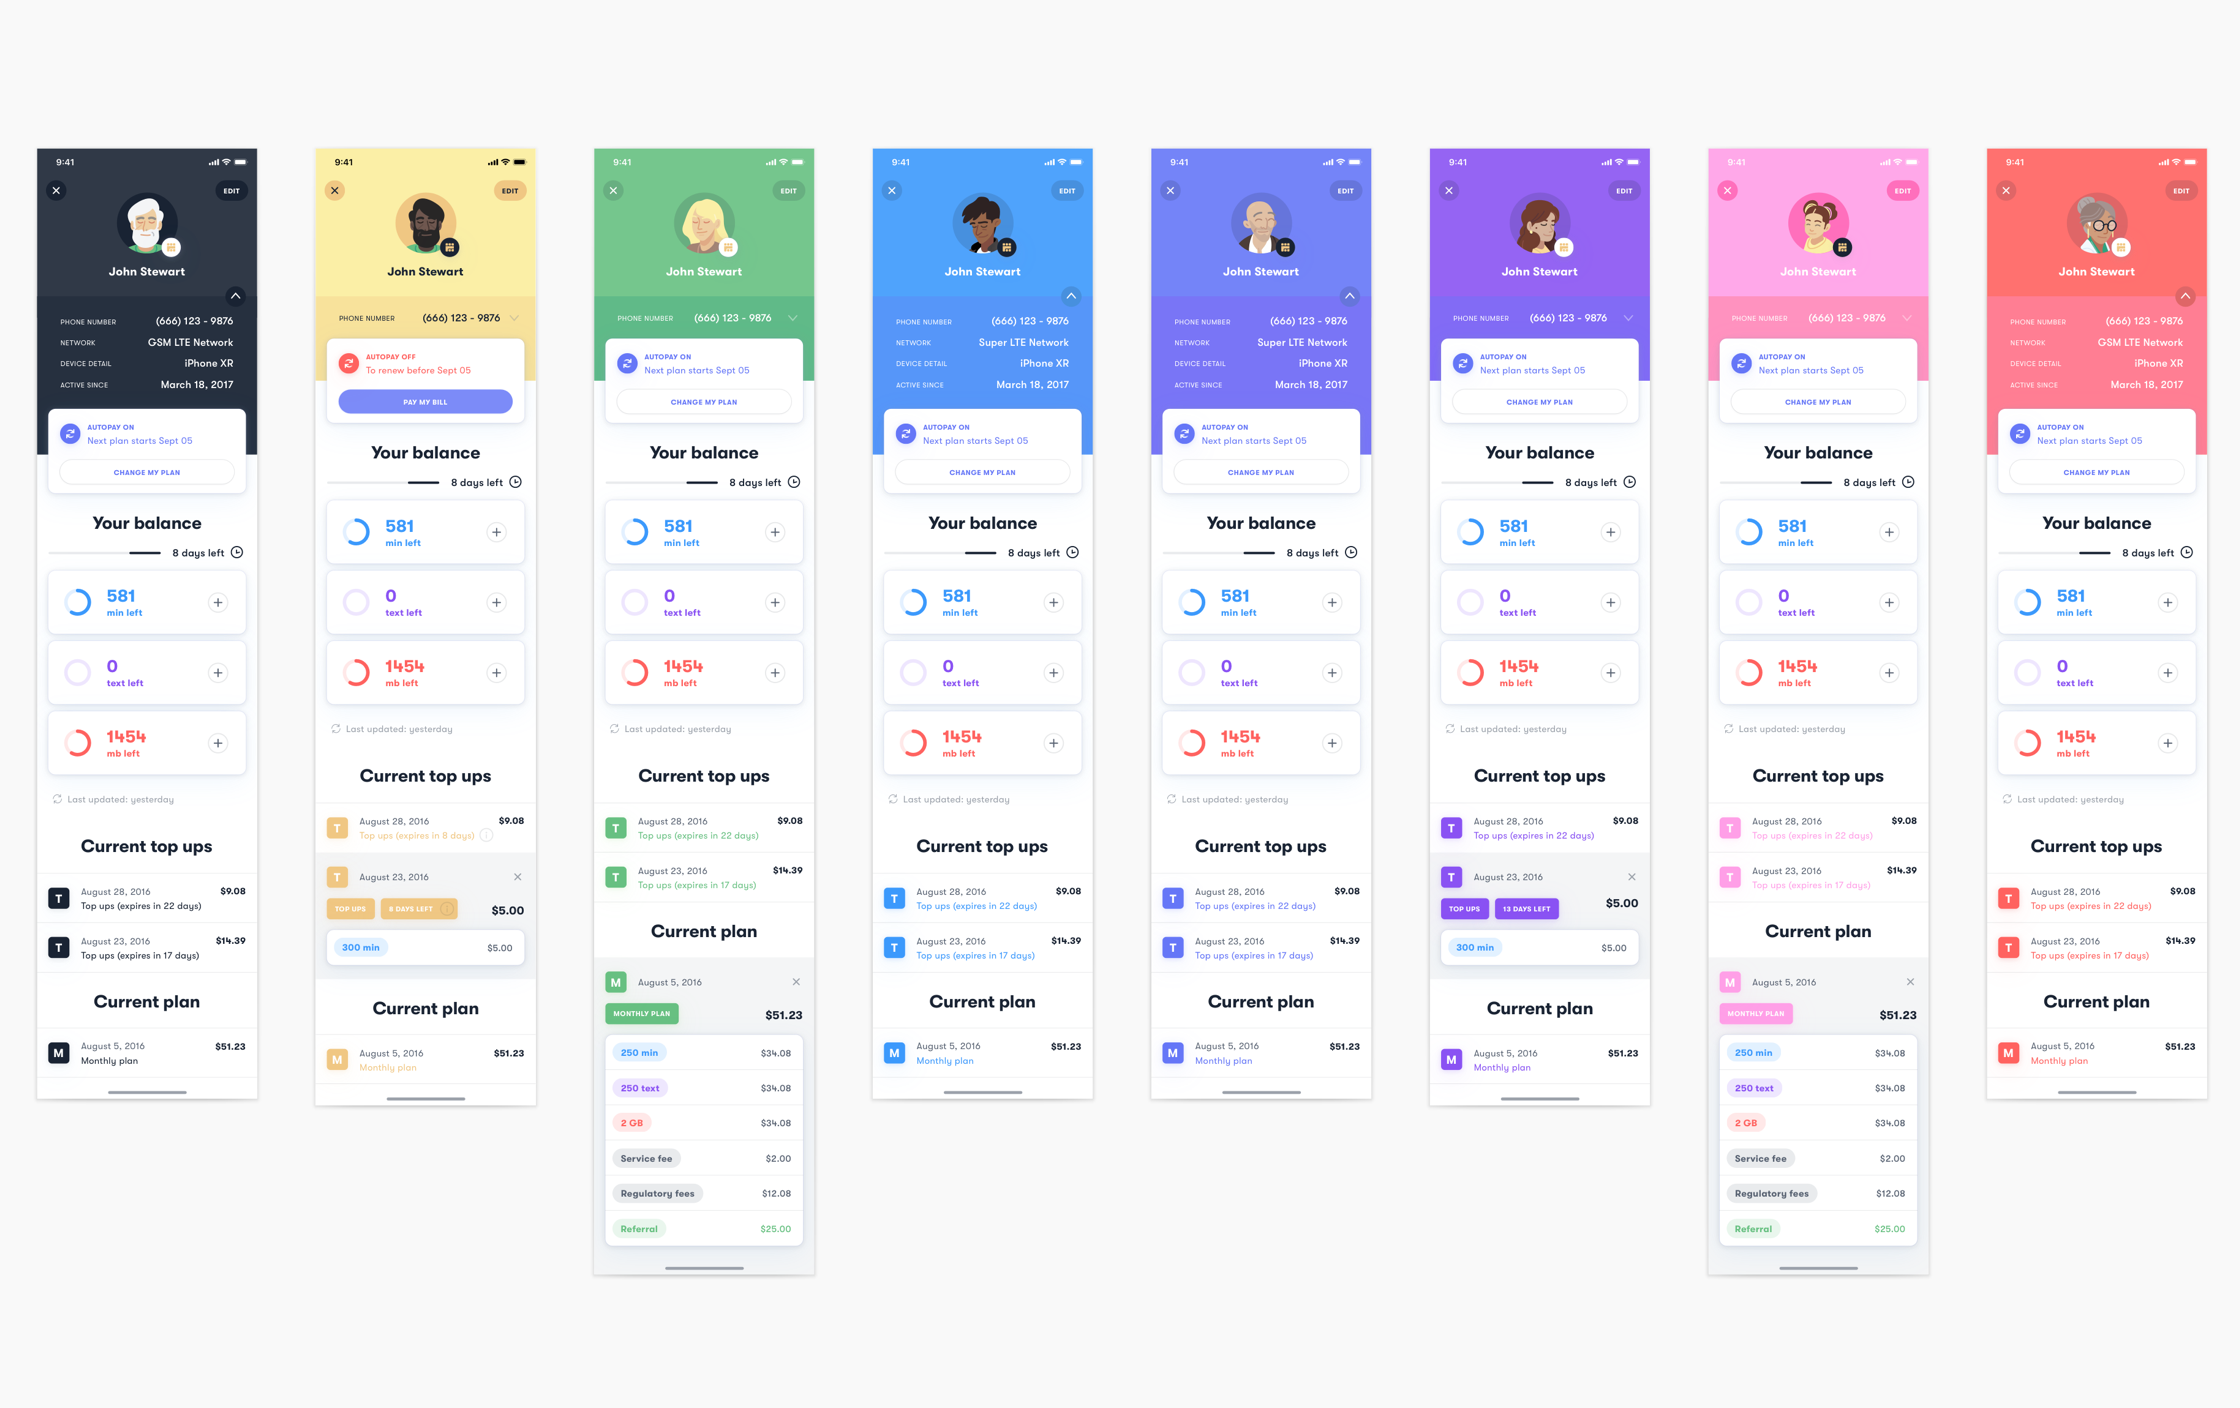 9:41
EDIT
John Stewart
PHONE NUMBER (666) 123 - 9876
NETWORK GSM LTE Network
DEVICE DETAIL iPhone XR
ACTIVE SINCE March 18, 2017
AUTOPAY ON
Next plan starts Sept 05
CHANGE MY PLAN
Your balance
8 days left
581
min left
0
text left
1454
mb left
Last updated: yesterday
Current top ups
T August 28, 2016 $9.08
Top ups (expires in 22 days)
T August 23, 2016 $14.39
Top ups (expires in 17 days)
Current plan
M August 5, 2016 $51.23
Monthly plan
9:41
EDIT
John Stewart
PHONE NUMBER (666) 123 - 9876
AUTOPAY OFF
To renew before Sept 05
PAY MY BILL
Your balance
8 days left
581
min left
0
text left
1454
mb left
Last updated: yesterday
Current top ups
T August 28, 2016 $9.08
Top ups (expires in 8 days)
T August 23, 2016
TOP UPS 8 DAYS LEFT $5.00
300 min $5.00
Current plan
M August 5, 2016 $51.23
Monthly plan
9:41
EDIT
John Stewart
PHONE NUMBER (666) 123 - 9876
AUTOPAY ON
Next plan starts Sept 05
CHANGE MY PLAN
Your balance
8 days left
581
min left
0
text left
1454
mb left
Last updated: yesterday
Current top ups
T August 28, 2016 $9.08
Top ups (expires in 22 days)
T August 23, 2016 $14.39
Top ups (expires in 17 days)
Current plan
M August 5, 2016
MONTHLY PLAN $51.23
250 min $34.08
250 text $34.08
2 GB $34.08
Service fee $2.00
Regulatory fees $12.08
Referral $25.00
9:41
EDIT
John Stewart
PHONE NUMBER (666) 123 - 9876
NETWORK Super LTE Network
DEVICE DETAIL iPhone XR
ACTIVE SINCE March 18, 2017
AUTOPAY ON
Next plan starts Sept 05
CHANGE MY PLAN
Your balance
8 days left
581
min left
0
text left
1454
mb left
Last updated: yesterday
Current top ups
T August 28, 2016 $9.08
Top ups (expires in 22 days)
T August 23, 2016 $14.39
Top ups (expires in 17 days)
Current plan
M August 5, 2016 $51.23
Monthly plan
9:41
EDIT
John Stewart
PHONE NUMBER (666) 123 - 9876
NETWORK Super LTE Network
DEVICE DETAIL iPhone XR
ACTIVE SINCE March 18, 2017
AUTOPAY ON
Next plan starts Sept 05
CHANGE MY PLAN
Your balance
8 days left
581
min left
0
text left
1454
mb left
Last updated: yesterday
Current top ups
T August 28, 2016 $9.08
Top ups (expires in 22 days)
T August 23, 2016 $14.39
Top ups (expires in 17 days)
Current plan
M August 5, 2016 $51.23
Monthly plan
9:41
EDIT
John Stewart
PHONE NUMBER (666) 123 - 9876
AUTOPAY ON
Next plan starts Sept 05
CHANGE MY PLAN
Your balance
8 days left
581
min left
0
text left
1454
mb left
Last updated: yesterday
Current top ups
T August 28, 2016 $9.08
Top ups (expires in 22 days)
T August 23, 2016
TOP UPS 13 DAYS LEFT $5.00
300 min $5.00
Current plan
M August 5, 2016 $51.23
Monthly plan
9:41
EDIT
John Stewart
PHONE NUMBER (666) 123 - 9876
AUTOPAY ON
Next plan starts Sept 05
CHANGE MY PLAN
Your balance
8 days left
581
min left
0
text left
1454
mb left
Last updated: yesterday
Current top ups
T August 28, 2016 $9.08
Top ups (expires in 22 days)
T August 23, 2016 $14.39
Top ups (expires in 17 days)
Current plan
M August 5, 2016
MONTHLY PLAN $51.23
250 min $34.08
250 text $34.08
2 GB $34.08
Service fee $2.00
Regulatory fees $12.08
Referral $25.00
9:41
EDIT
John Stewart
PHONE NUMBER (666) 123 - 9876
NETWORK GSM LTE Network
DEVICE DETAIL iPhone XR
ACTIVE SINCE March 18, 2017
AUTOPAY ON
Next plan starts Sept 05
CHANGE MY PLAN
Your balance
8 days left
581
min left
0
text left
1454
mb left
Last updated: yesterday
Current top ups
T August 28, 2016 $9.08
Top ups (expires in 22 days)
T August 23, 2016 $14.39
Top ups (expires in 17 days)
Current plan
M August 5, 2016 $51.23
Monthly plan